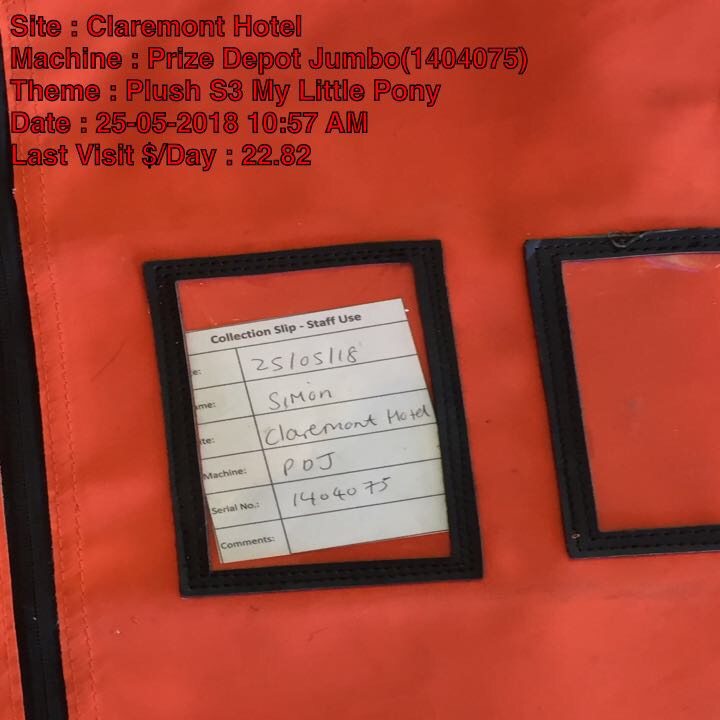 Site : Claremont Hotel
Machine : Prize Depot Jumbo(1404075)
Theme : Plush S3 My Little Pony
Date : 25-05-2018 10:57 AM
Last Visit $/Day : 22.82
Collection Slip - Staff Use
e: 25/05/18
me: Simon
te: Claremont Hotel
Machine: PDJ
Serial No.: 1404075
Comments: